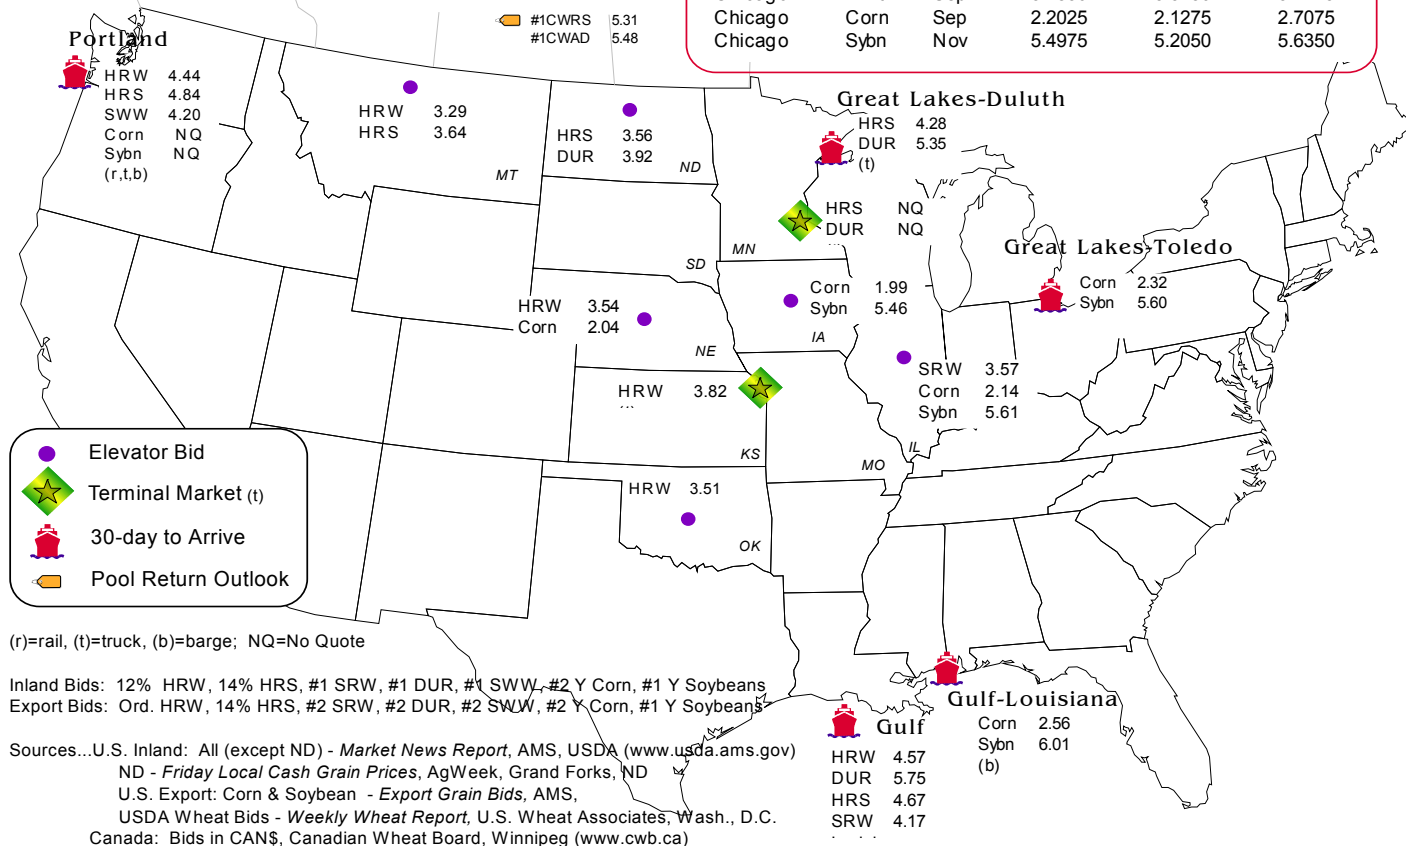 #1CWRS 5.31
#1CWAD 5.48
Chicago Corn Sep 2.2025 2.1275 2.7075
Chicago Sybn Nov 5.4975 5.2050 5.6350
Portland
HRW 4.44
HRS 4.84
SWW 4.20
Corn NQ
Sybn NQ
(r,t,b)
HRW 3.29
HRS 3.64
MT
HRS 3.56
DUR 3.92
ND
Great Lakes-Duluth
HRS 4.28
DUR 5.35
(t)
HRS NQ
DUR NQ
MN
SD
Great Lakes-Toledo
Corn 2.32
Sybn 5.60
Corn 1.99
Sybn 5.46
IA
HRW 3.54
Corn 2.04
NE
SRW 3.57
Corn 2.14
Sybn 5.61
IL
HRW 3.82
KS
MO
HRW 3.51
OK
Elevator Bid
Terminal Market (t)
30-day to Arrive
Pool Return Outlook
(r)=rail, (t)=truck, (b)=barge; NQ=No Quote
Inland Bids: 12% HRW, 14% HRS, #1 SRW, #1 DUR, #1 SWW, #2 Y Corn, #1 Y Soybeans
Export Bids: Ord. HRW, 14% HRS, #2 SRW, #2 DUR, #2 SWW, #2 Y Corn, #1 Y Soybeans
Sources...U.S. Inland: All (except ND) - Market News Report, AMS, USDA (www.usda.ams.gov)
ND - Friday Local Cash Grain Prices, AgWeek, Grand Forks, ND
U.S. Export: Corn & Soybean - Export Grain Bids, AMS,
USDA Wheat Bids - Weekly Wheat Report, U.S. Wheat Associates, Wash., D.C.
Canada: Bids in CAN$, Canadian Wheat Board, Winnipeg (www.cwb.ca)
Gulf
HRW 4.57
DUR 5.75
HRS 4.67
SRW 4.17
Gulf-Louisiana
Corn 2.56
Sybn 6.01
(b)